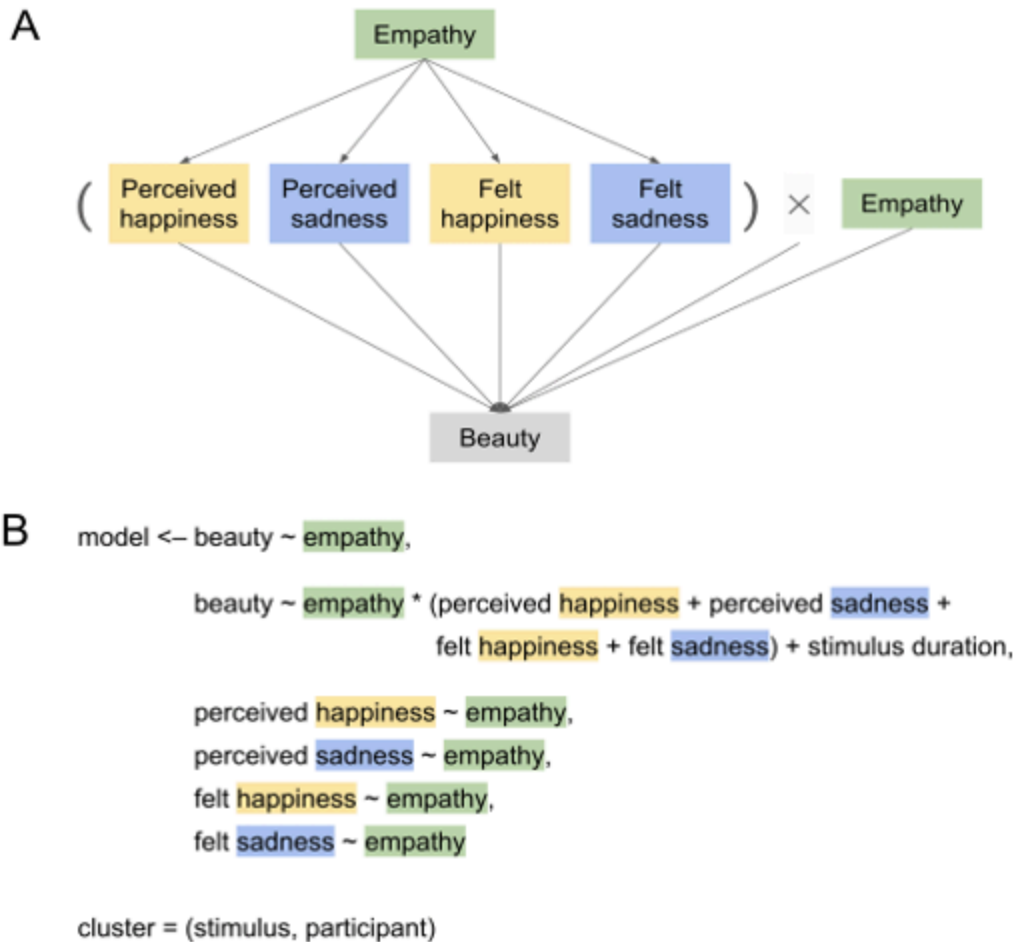 A
Empathy
( Perceived happiness Perceived sadness Felt happiness Felt sadness ) × Empathy
Beauty
B
model <– beauty ~ empathy,
beauty ~ empathy * (perceived happiness + perceived sadness +
felt happiness + felt sadness) + stimulus duration,
perceived happiness ~ empathy,
perceived sadness ~ empathy,
felt happiness ~ empathy,
felt sadness ~ empathy
cluster = (stimulus, participant)